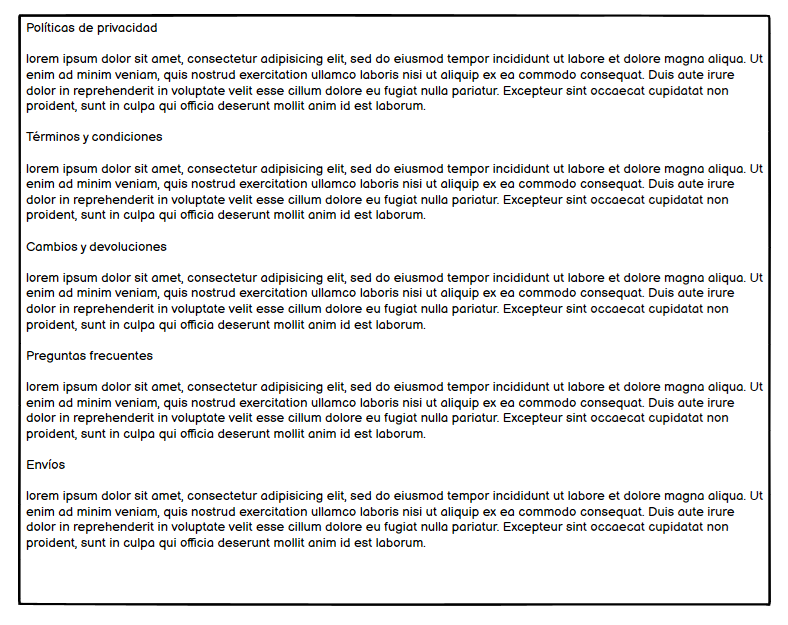 Políticas de privacidad
lorem ipsum dolor sit amet, consectetur adipisicing elit, sed do eiusmod tempor incididunt ut labore et dolore magna aliqua. Ut
enim ad minim veniam, quis nostrud exercitation ullamco laboris nisi ut aliquip ex ea commodo consequat. Duis aute irure
dolor in reprehenderit in voluptate velit esse cillum dolore eu fugiat nulla pariatur. Excepteur sint occaecat cupidatat non
proident, sunt in culpa qui officia deserunt mollit anim id est laborum.
Términos y condiciones
lorem ipsum dolor sit amet, consectetur adipisicing elit, sed do eiusmod tempor incididunt ut labore et dolore magna aliqua. Ut
enim ad minim veniam, quis nostrud exercitation ullamco laboris nisi ut aliquip ex ea commodo consequat. Duis aute irure
dolor in reprehenderit in voluptate velit esse cillum dolore eu fugiat nulla pariatur. Excepteur sint occaecat cupidatat non
proident, sunt in culpa qui officia deserunt mollit anim id est laborum.
Cambios y devoluciones
lorem ipsum dolor sit amet, consectetur adipisicing elit, sed do eiusmod tempor incididunt ut labore et dolore magna aliqua. Ut
enim ad minim veniam, quis nostrud exercitation ullamco laboris nisi ut aliquip ex ea commodo consequat. Duis aute irure
dolor in reprehenderit in voluptate velit esse cillum dolore eu fugiat nulla pariatur. Excepteur sint occaecat cupidatat non
proident, sunt in culpa qui officia deserunt mollit anim id est laborum.
Preguntas frecuentes
lorem ipsum dolor sit amet, consectetur adipisicing elit, sed do eiusmod tempor incididunt ut labore et dolore magna aliqua. Ut
enim ad minim veniam, quis nostrud exercitation ullamco laboris nisi ut aliquip ex ea commodo consequat. Duis aute irure
dolor in reprehenderit in voluptate velit esse cillum dolore eu fugiat nulla pariatur. Excepteur sint occaecat cupidatat non
proident, sunt in culpa qui officia deserunt mollit anim id est laborum.
Envíos
lorem ipsum dolor sit amet, consectetur adipisicing elit, sed do eiusmod tempor incididunt ut labore et dolore magna aliqua. Ut
enim ad minim veniam, quis nostrud exercitation ullamco laboris nisi ut aliquip ex ea commodo consequat. Duis aute irure
dolor in reprehenderit in voluptate velit esse cillum dolore eu fugiat nulla pariatur. Excepteur sint occaecat cupidatat non
proident, sunt in culpa qui officia deserunt mollit anim id est laborum.